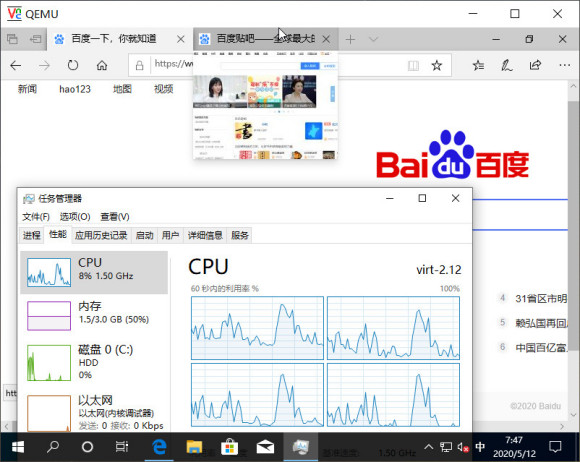 QEMU
百度一下，你就知道
百度贴吧——全球最大的
https://wu
新闻 hao123 地图 视频
Bai du 百度
任务管理器
文件(F) 选项(O) 查看(V)
进程 性能 应用历史记录 启动 用户 详细信息 服务
CPU
8% 1.50 GHz
内存
1.5/3.0 GB (50%)
磁盘 0 (C:)
HDD
0%
以太网
以太网(内核调试器)
发送: 0 接收: 0 Kbps
CPU virt-2.12
60 秒内的利用率 % 100%
4 31省区市明
5 赖弘国再回
6 中国百亿富
©2020 Baidu
htt
基准速度: 1.50 GHz
中
7:47
2020/5/12